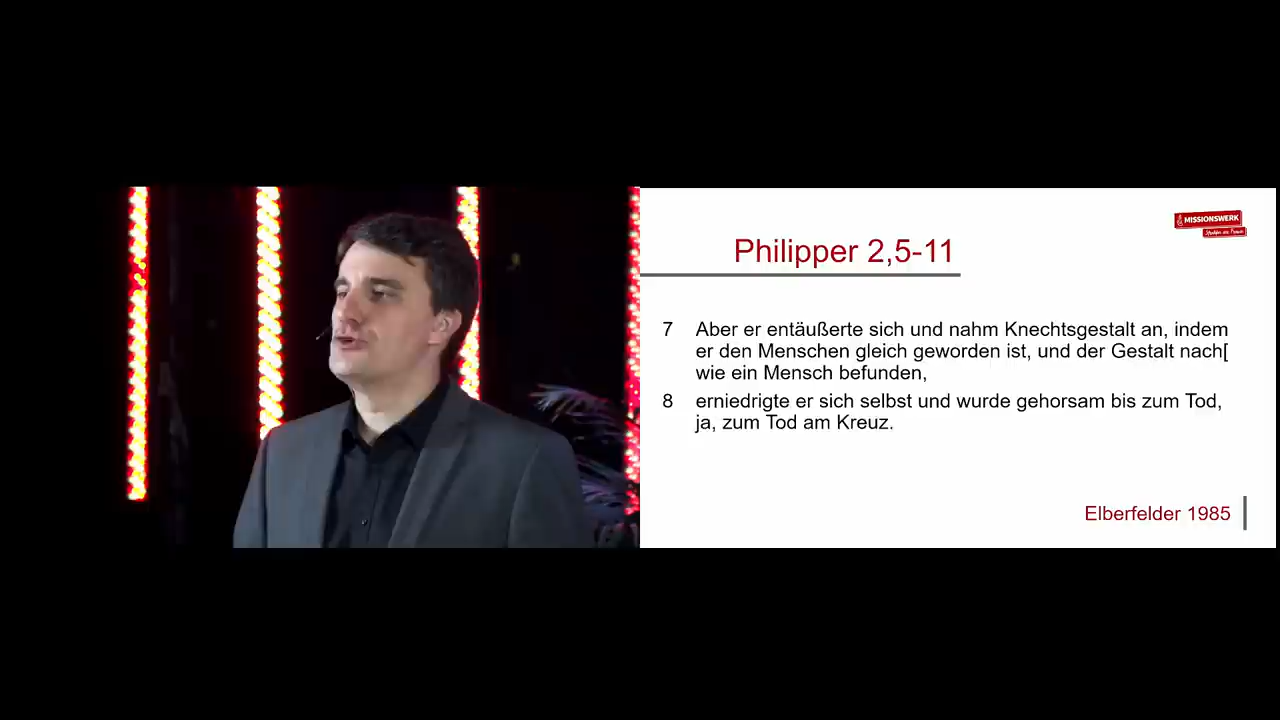 MISSIONSWERK
Philipper 2,5-11
7 Aber er entäußerte sich und nahm Knechtsgestalt an, indem
er den Menschen gleich geworden ist, und der Gestalt nach[
wie ein Mensch befunden,
8 erniedrigte er sich selbst und wurde gehorsam bis zum Tod,
ja, zum Tod am Kreuz.
Elberfelder 1985